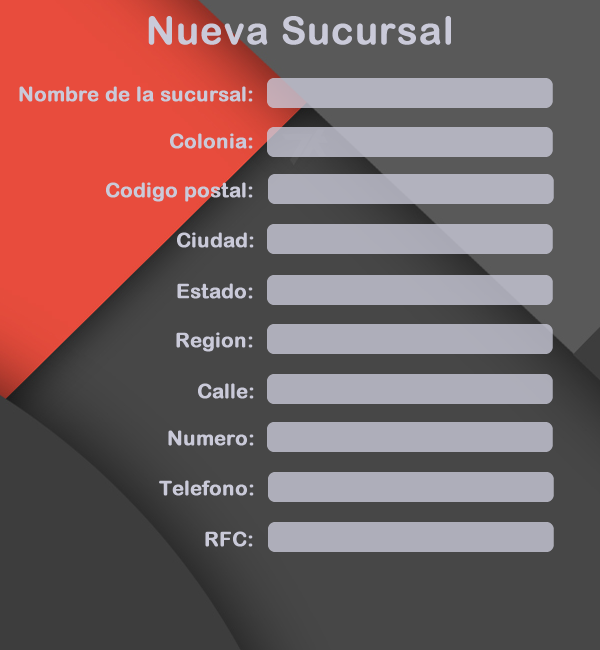 Nueva Sucursal
Nombre de la sucursal:
Colonia:
Codigo postal:
Ciudad:
Estado:
Region:
Calle:
Numero:
Telefono:
RFC: